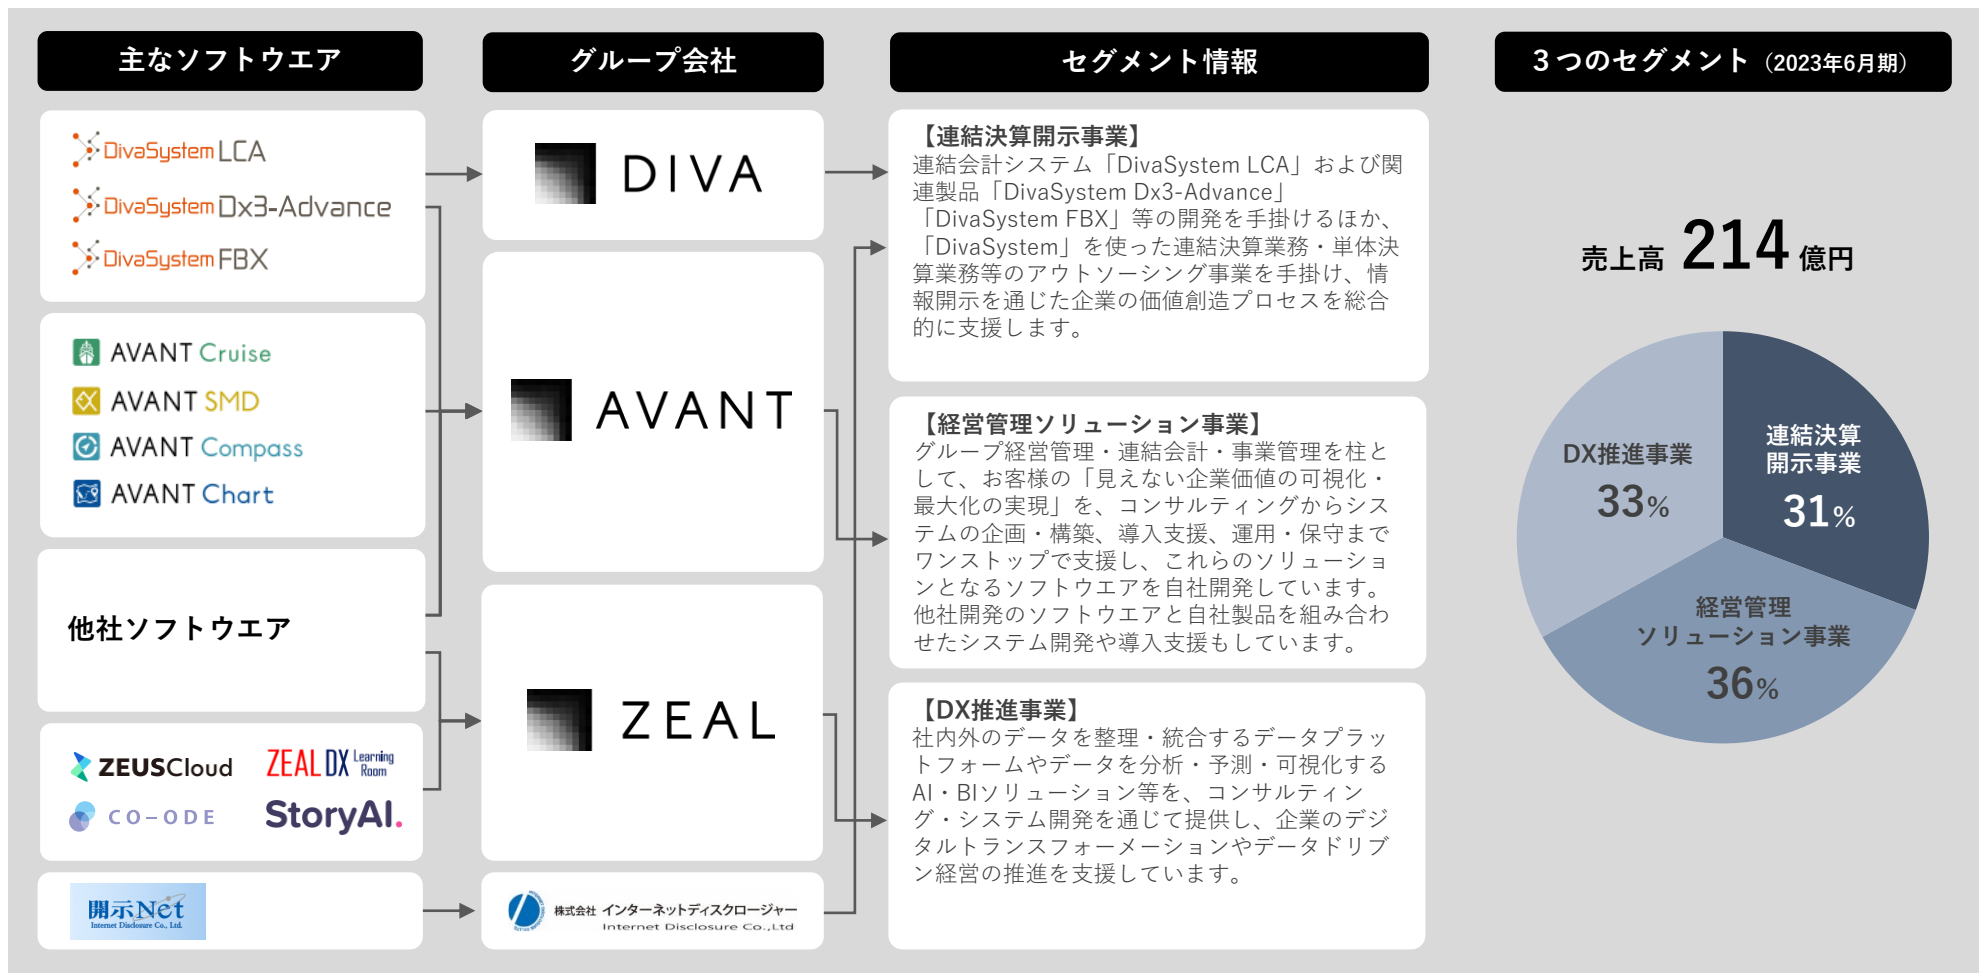 主なソフトウエア
DivaSystem LCA
DivaSystem Dx3-Advance
DivaSystem FBX
AVANT Cruise
AVANT SMD
AVANT Compass
AVANT Chart
他社ソフトウエア
ZEUSCloud
ZEAL DX Learning Room
CO-ODE
StoryAI.
開示Net
Internet Disclosure Co., Ltd.
グループ会社
DIVA
AVANT
ZEAL
株式会社 インターネットディスクロージャー
Internet Disclosure Co.,Ltd
セグメント情報
【連結決算開示事業】
連結会計システム「DivaSystem LCA」および関
連製品「DivaSystem Dx3-Advance」
「DivaSystem FBX」等の開発を手掛けるほか、
「DivaSystem」を使った連結決算業務・単体決
算業務等のアウトソーシング事業を手掛け、情
報開示を通じた企業の価値創造プロセスを総合
的に支援します。
【経営管理ソリューション事業】
グループ経営管理・連結会計・事業管理を柱と
して、お客様の「見えない企業価値の可視化・
最大化の実現」を、コンサルティングからシス
テムの企画・構築、導入支援、運用・保守まで
ワンストップで支援し、これらのソリューショ
ンとなるソフトウエアを自社開発しています。
他社開発のソフトウエアと自社製品を組み合わ
せたシステム開発や導入支援もしています。
【DX推進事業】
社内外のデータを整理・統合するデータプラッ
トフォームやデータを分析・予測・可視化する
AI・BIソリューション等を、コンサルティン
グ・システム開発を通じて提供し、企業のデジ
タルトランスフォーメーションやデータドリブ
ン経営の推進を支援しています。
３つのセグメント（2023年6月期）
売上高 214 億円
連結決算
開示事業
31%
DX推進事業
33%
経営管理
ソリューション事業
36%